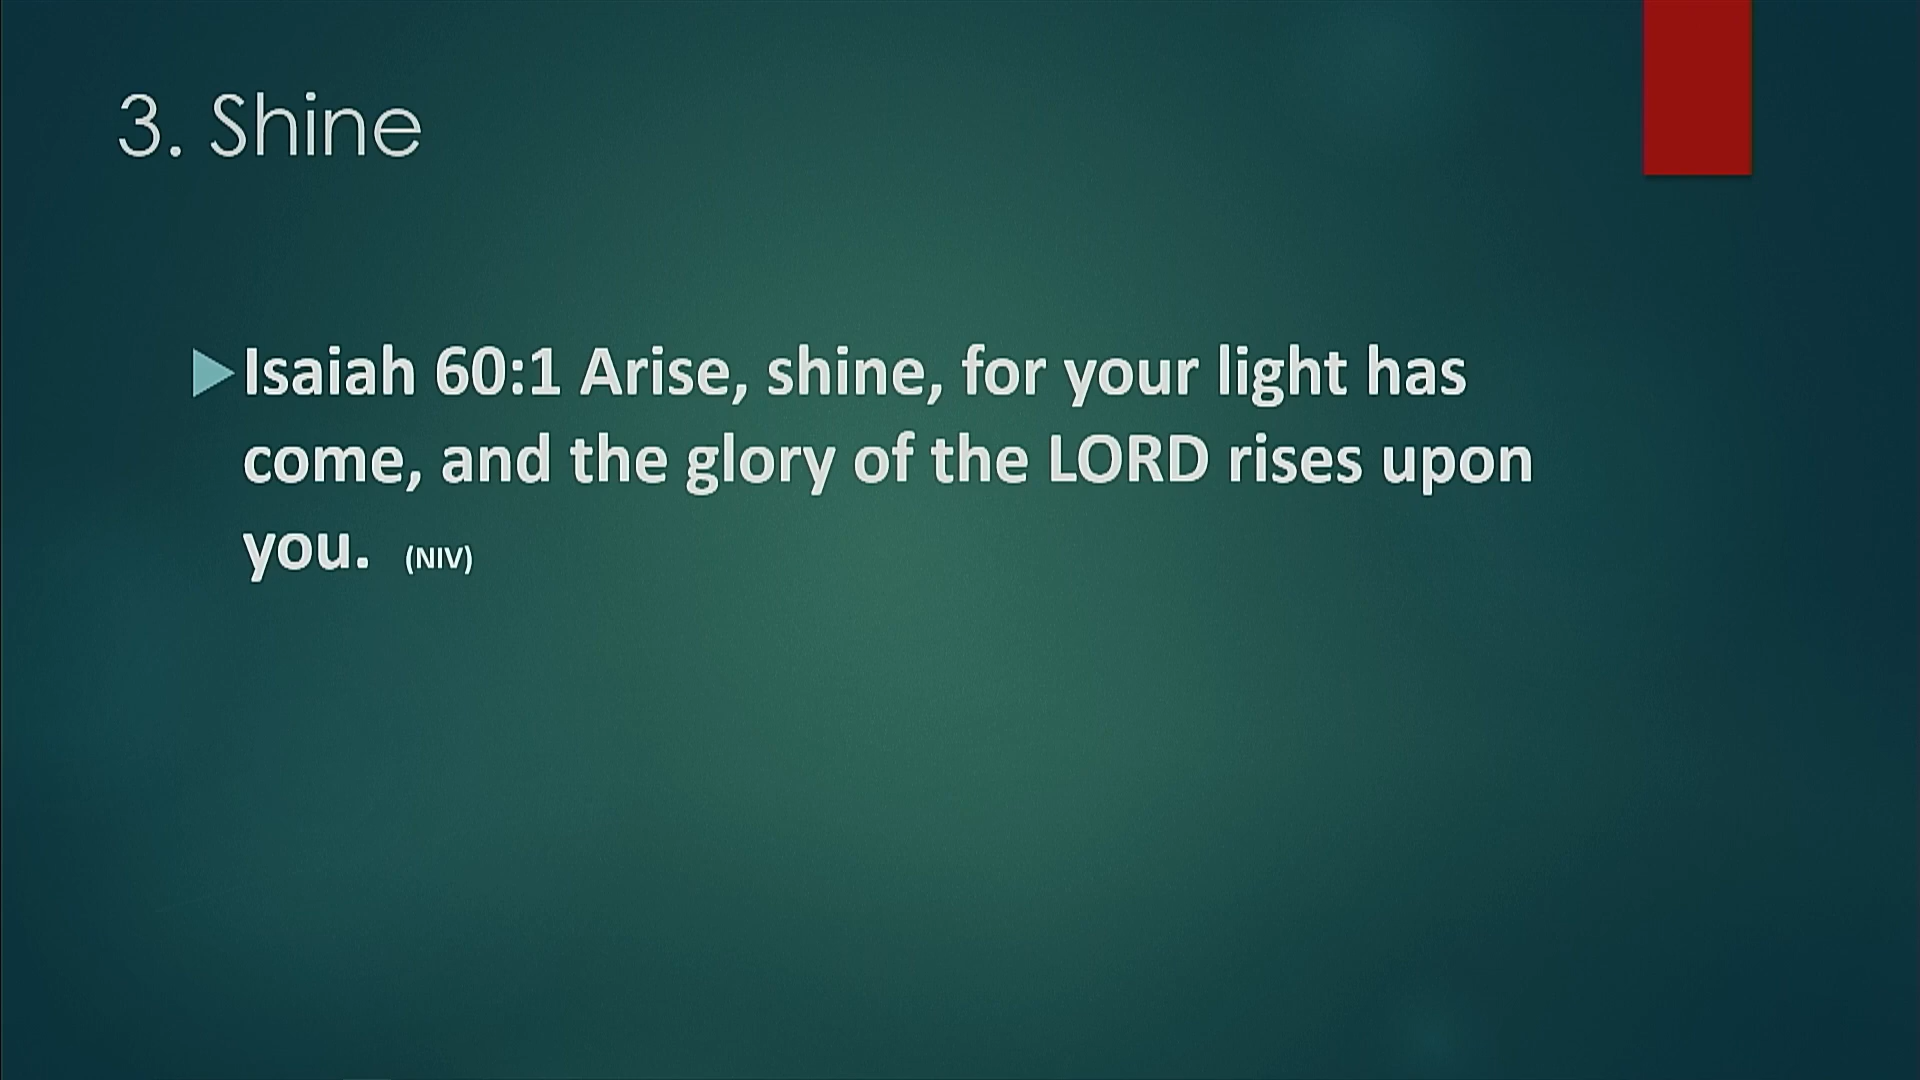 3. Shine
Isaiah 60:1 Arise, shine, for your light has
come, and the glory of the LORD rises upon
you. (NIV)